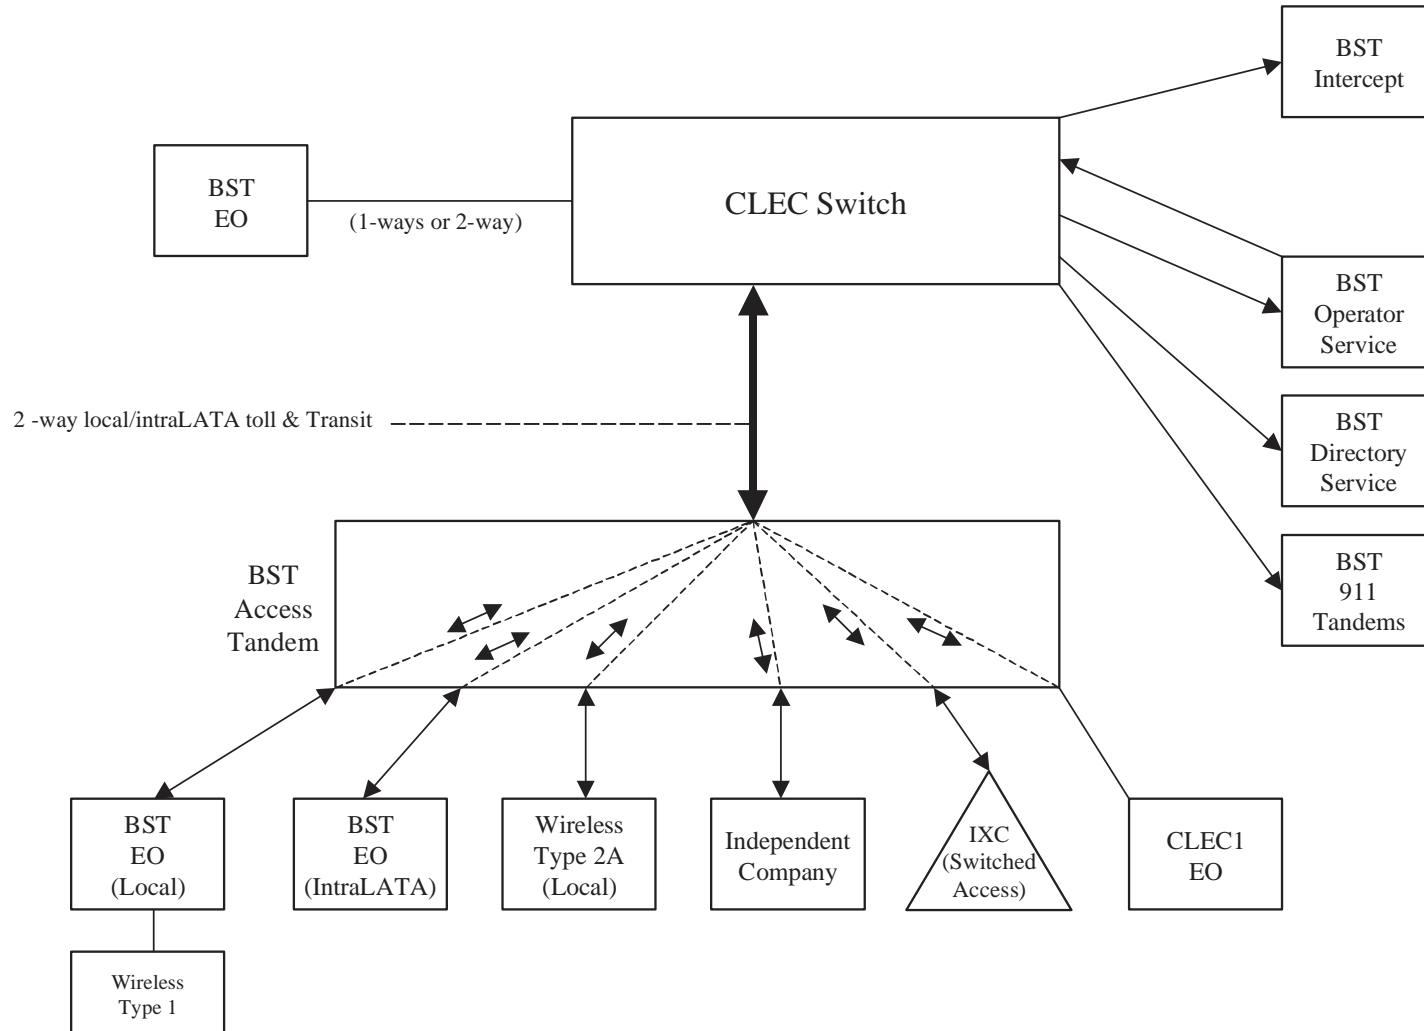 BST
Intercept
BST
EO
(1-ways or 2-way)
CLEC Switch
BST
Operator
Service
2 -way local/intraLATA toll & Transit
BST
Directory
Service
BST
911
Tandems
BST
Access
Tandem
BST
EO
(Local)
BST
EO
(IntraLATA)
Wireless
Type 2A
(Local)
Independent
Company
IXC
(Switched
Access)
CLEC1
EO
Wireless
Type 1